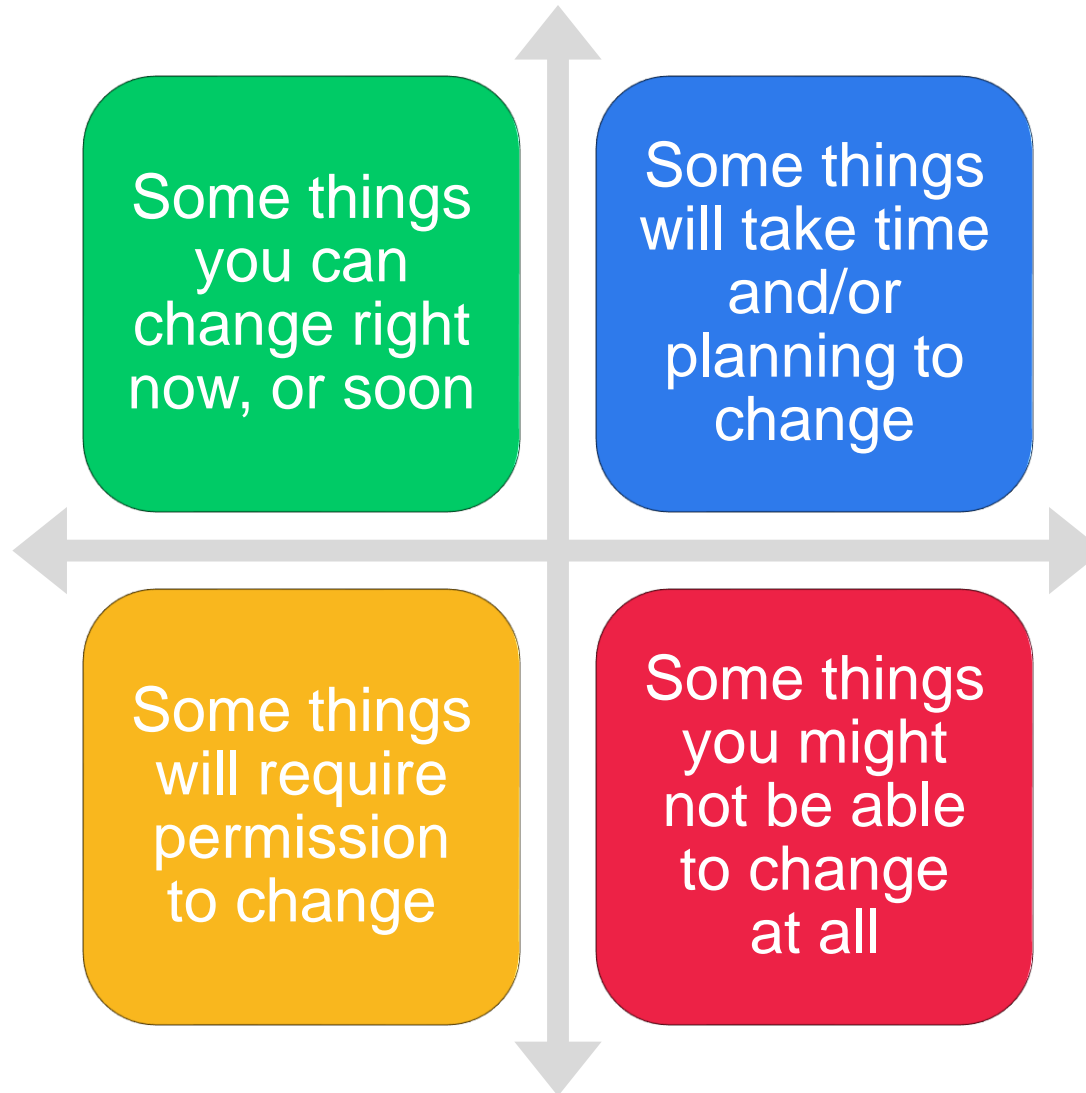 Some things
you can
change right
now, or soon
Some things
will take time
and/or
planning to
change
Some things
will require
permission
to change
Some things
you might
not be able
to change
at all